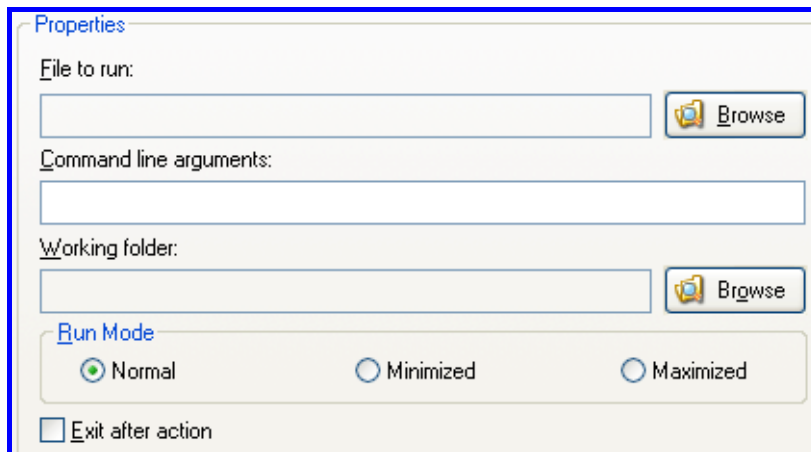 Properties
File to run:
Browse
Command line arguments:
Working folder:
Browse
Run Mode
Normal Minimized Maximized
Exit after action